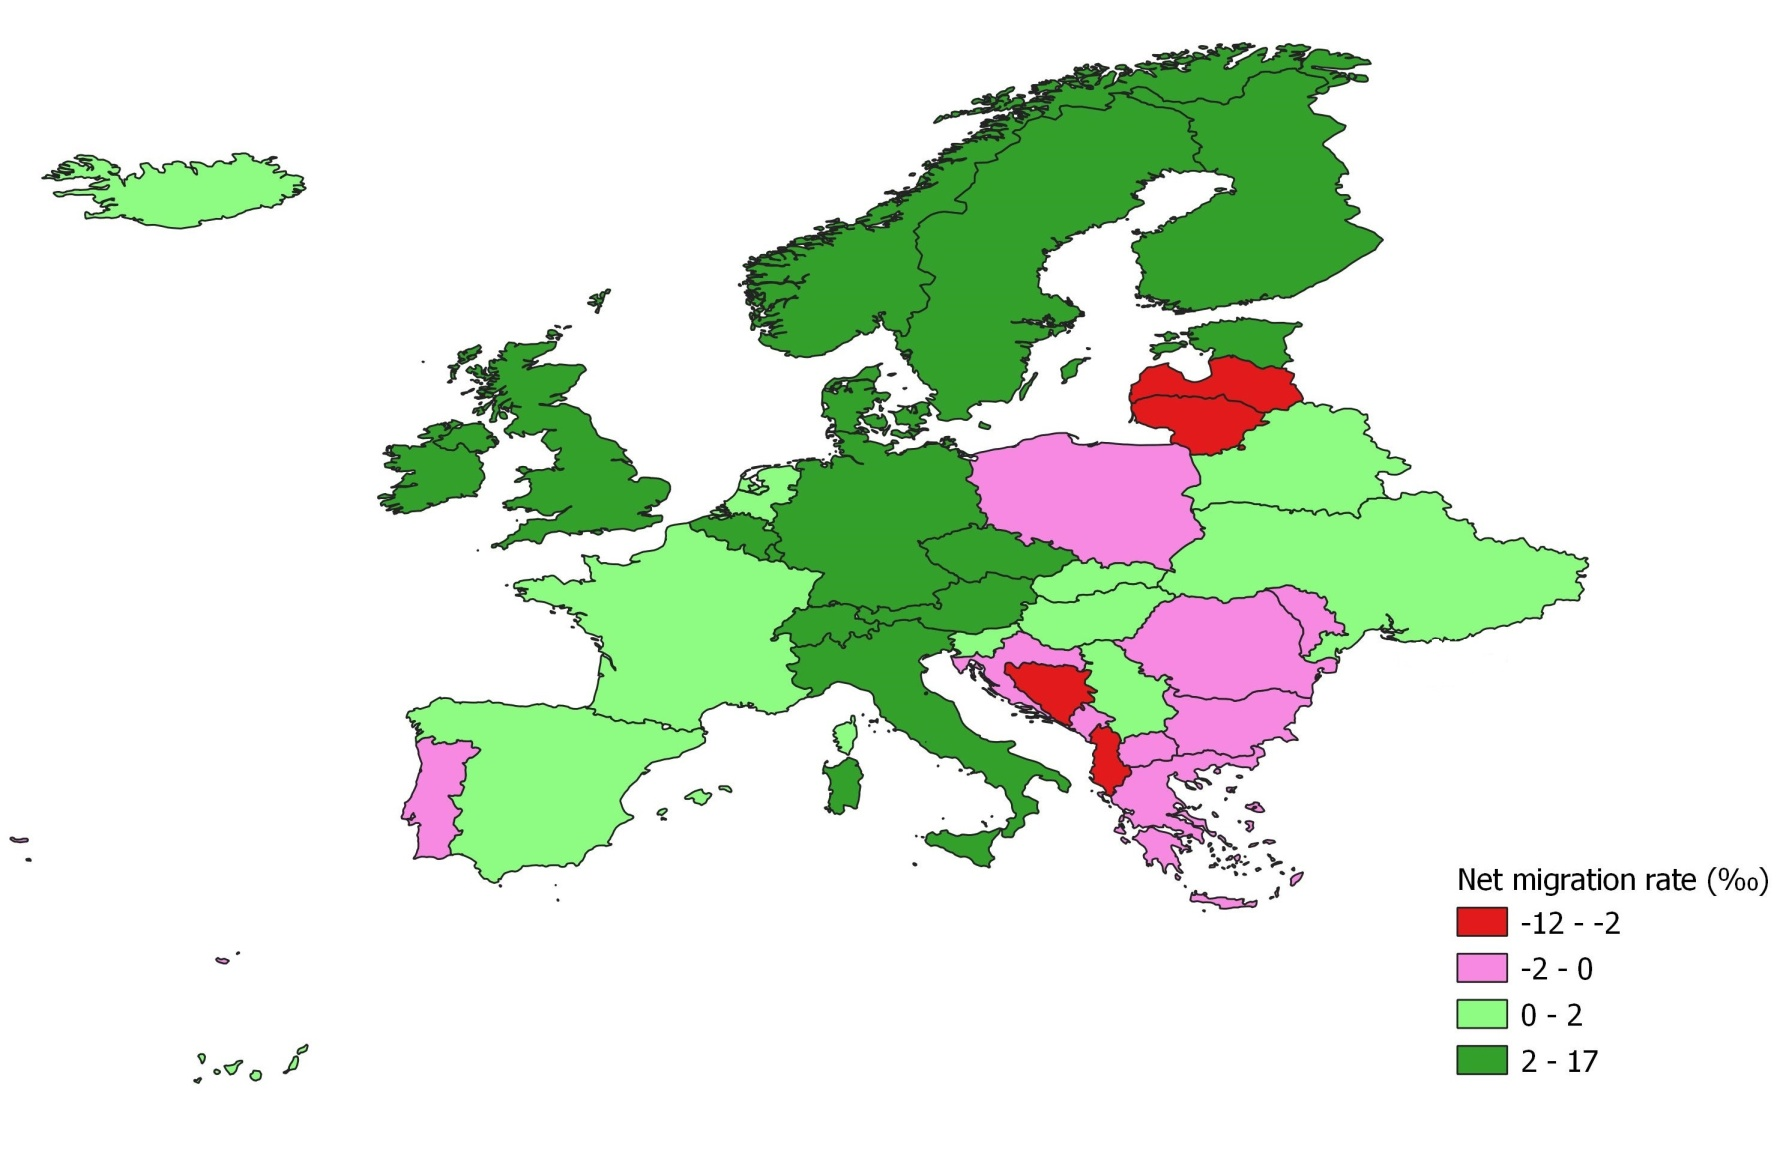 Net migration rate (‰)
-12 - -2
-2 - 0
0 - 2
2 - 17